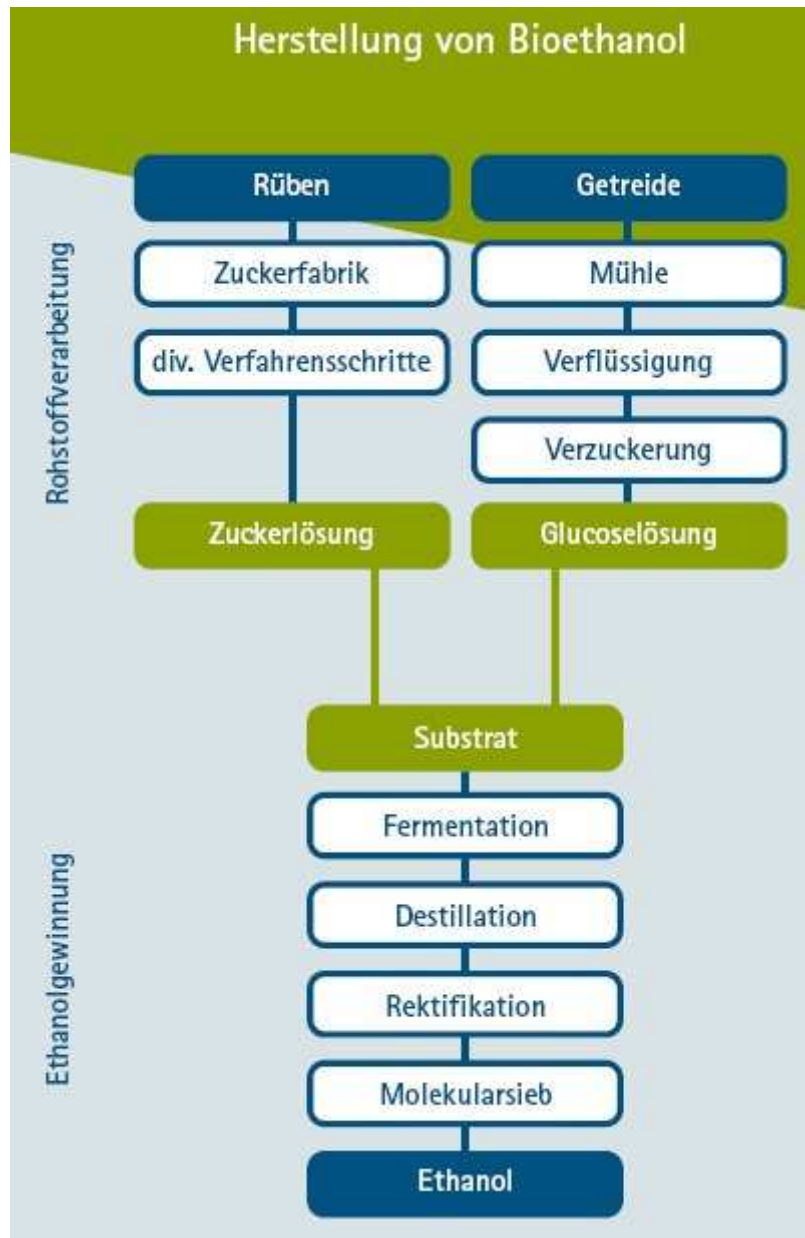 Herstellung von Bioethanol
Rohstoffverarbeitung
Rüben
Getreide
Zuckerfabrik
Mühle
div. Verfahrensschritte
Verflüssigung
Verzuckerung
Zuckerlösung
Glucoselösung
Ethanolgewinnung
Substrat
Fermentation
Destillation
Rektifikation
Molekularsieb
Ethanol